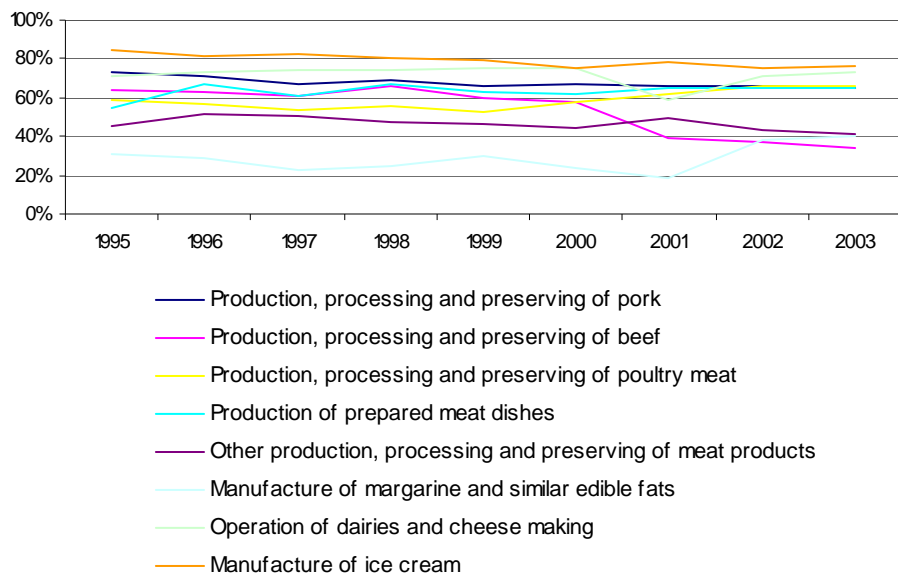 100%
80%
60%
40%
20%
0%
1995 1996 1997 1998 1999 2000 2001 2002 2003
Production, processing and preserving of pork
Production, processing and preserving of beef
Production, processing and preserving of poultry meat
Production of prepared meat dishes
Other production, processing and preserving of meat products
Manufacture of margarine and similar edible fats
Operation of dairies and cheese making
Manufacture of ice cream